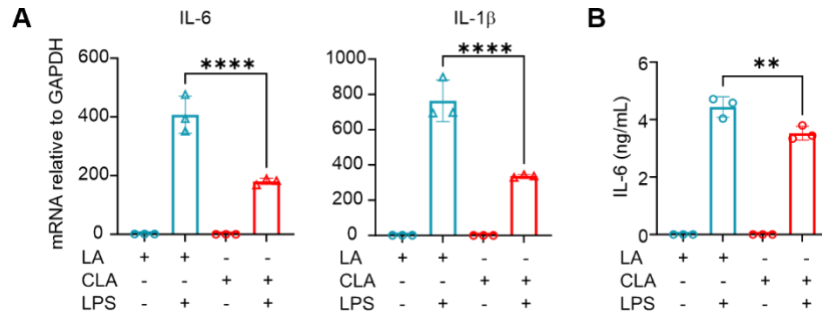 A
IL-6
IL-1β
B
mRNA relative to GAPDH
600
400
200
0
****
1000
800
600
400
200
0
****
IL-6 (ng/mL)
6
4
2
0
**
LA + + - -
CLA - - + +
LPS - + - +
LA + + - -
CLA - - + +
LPS - + - +
LA + + - -
CLA - - + +
LPS - + - +